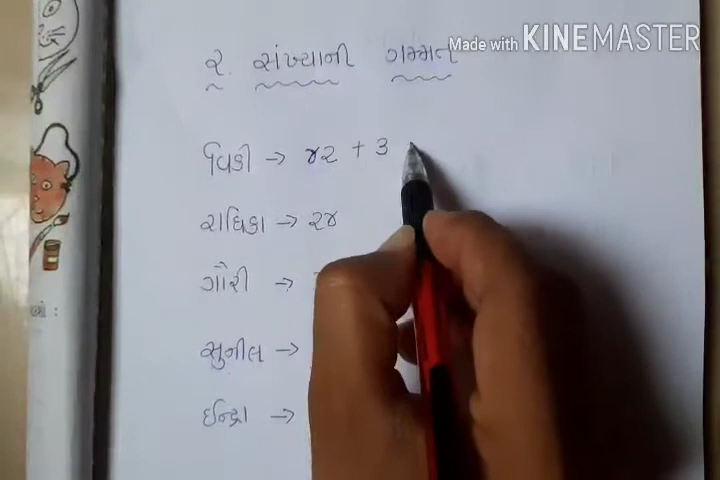 Made with KINEMASTER
૨. સંખ્યાની ગમ્મત
વિકી → ૪૨ + ૩
રાધિકા → ૨૪
ગૌરી →
સુનીલ →
ઈન્દ્રા →